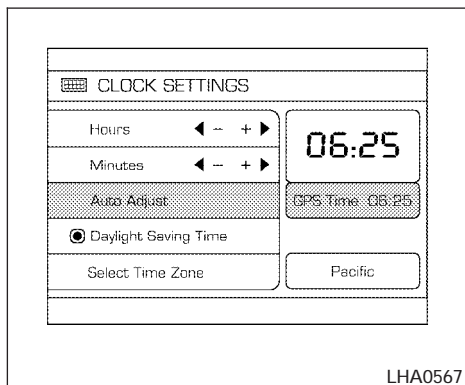 CLOCK SETTINGS
Hours ◀ - + ▶
Minutes ◀ - + ▶
06:25
Auto Adjust
GPS Time 06:25
Daylight Saving Time
Select Time Zone
Pacific
LHA0567